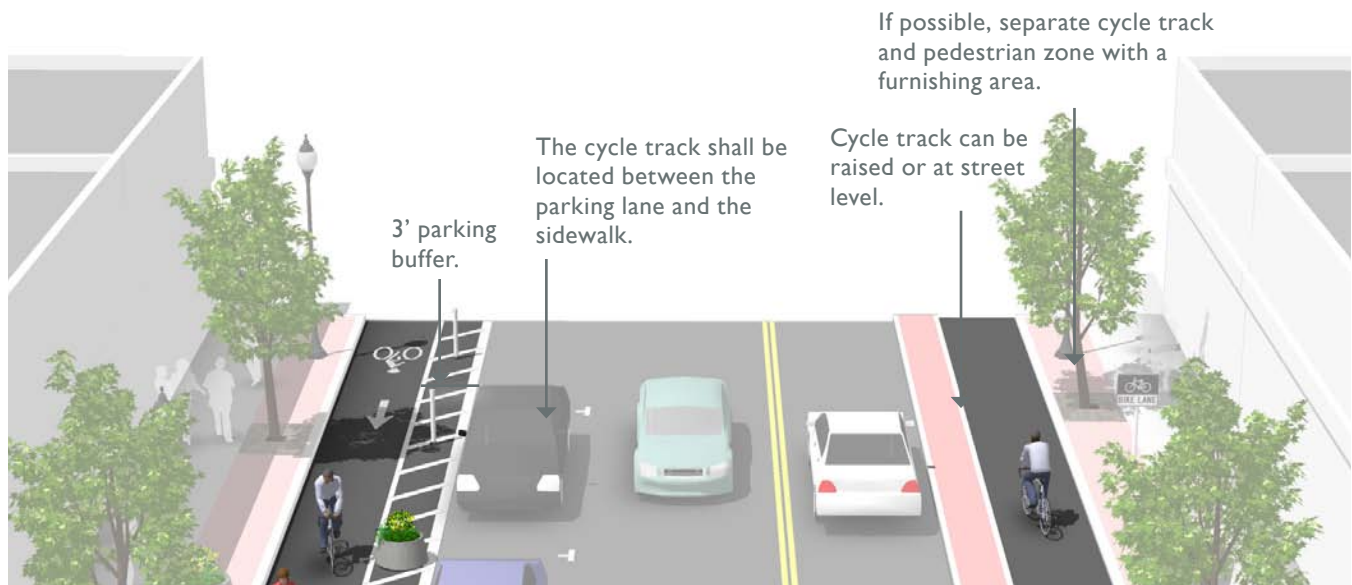 If possible, separate cycle track
and pedestrian zone with a
furnishing area.
The cycle track shall be
located between the
parking lane and the
sidewalk.
Cycle track can be
raised or at street
level.
3’ parking
buffer.
BIKE LANE